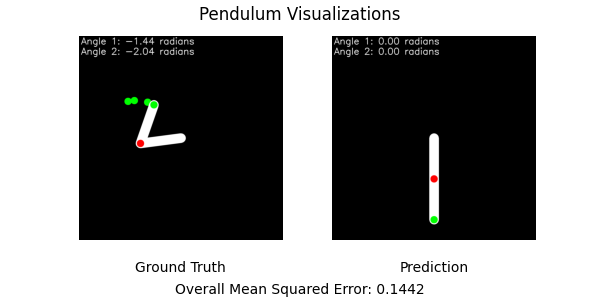 Pendulum Visualizations
Angle 1: −1.44 radians
Angle 2: −2.04 radians
Angle 1: 0.00 radians
Angle 2: 0.00 radians
Ground Truth
Prediction
Overall Mean Squared Error: 0.1442